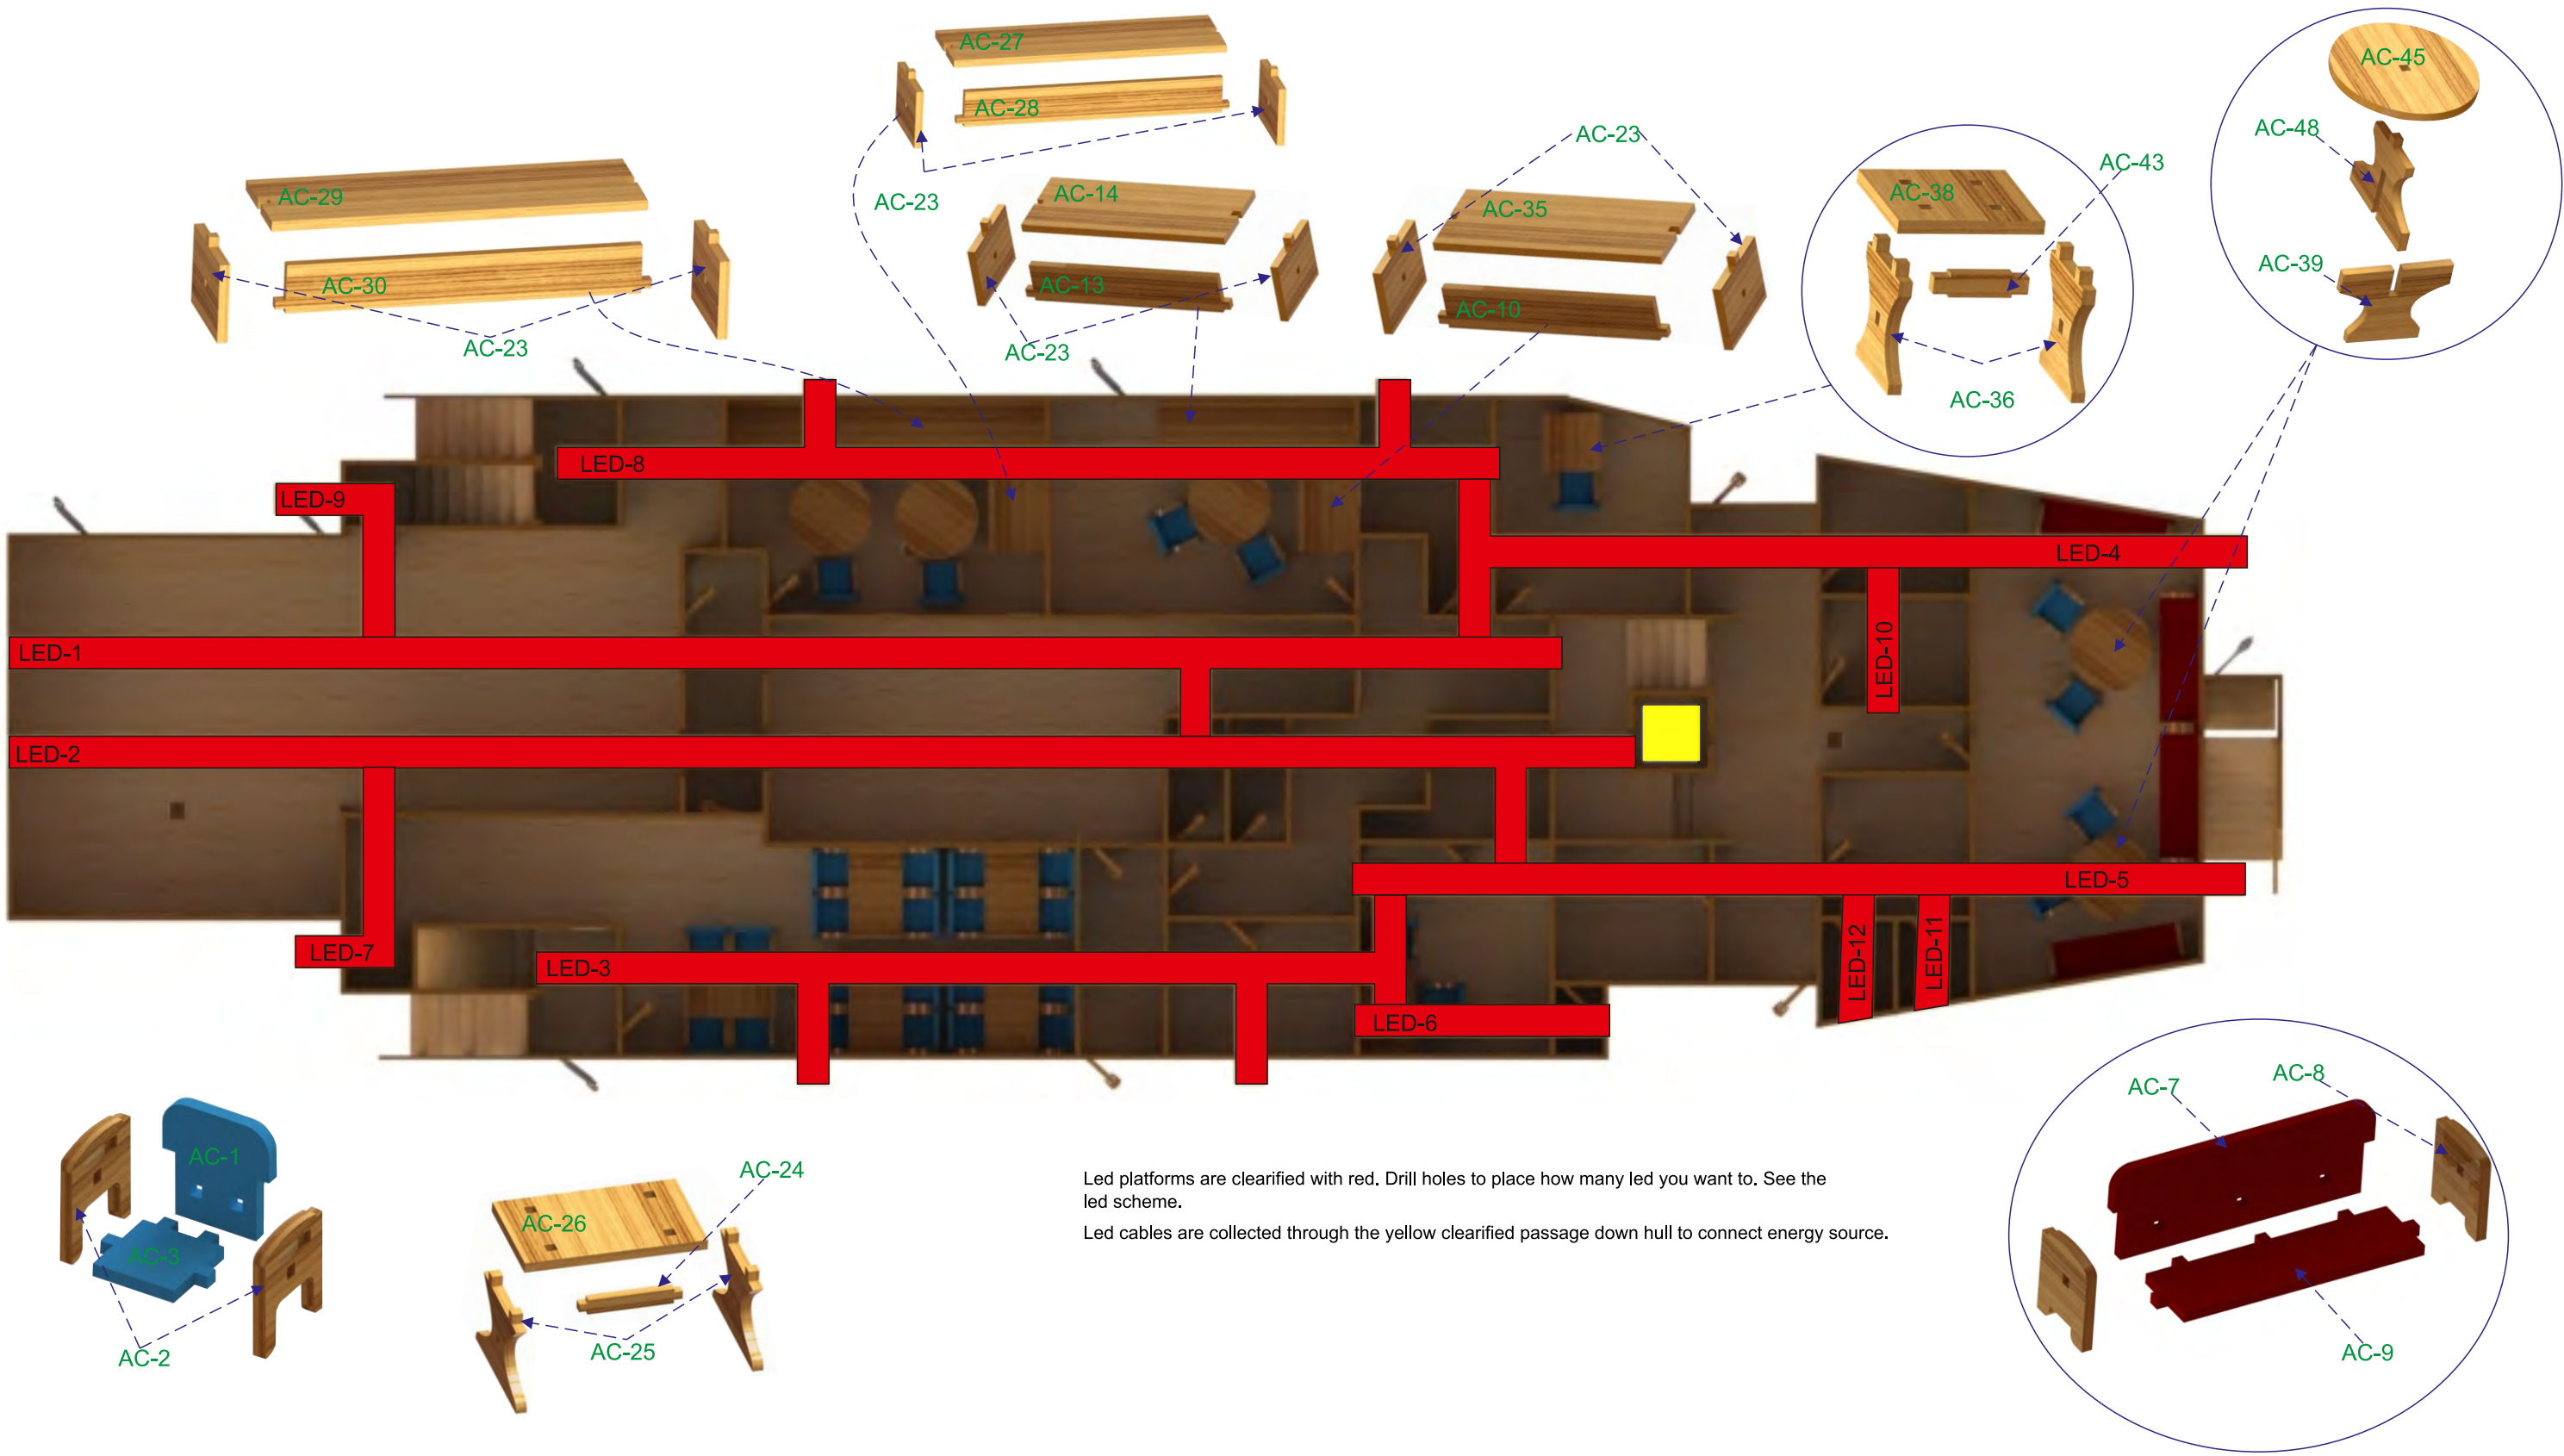 AC-27
AC-28
AC-23
AC-45
AC-48
AC-39
AC-23
AC-43
AC-38
AC-36
AC-29
AC-30
AC-23
AC-14
AC-13
AC-23
AC-35
AC-10
LED-8
LED-9
LED-4
LED-10
LED-1
LED-2
LED-5
LED-7
LED-3
LED-12
LED-11
LED-6
AC-1
AC-3
AC-2
AC-24
AC-26
AC-25
Led platforms are clearified with red. Drill holes to place how many led you want to. See the
led scheme.
Led cables are collected through the yellow clearified passage down hull to connect energy source.
AC-7
AC-8
AC-9